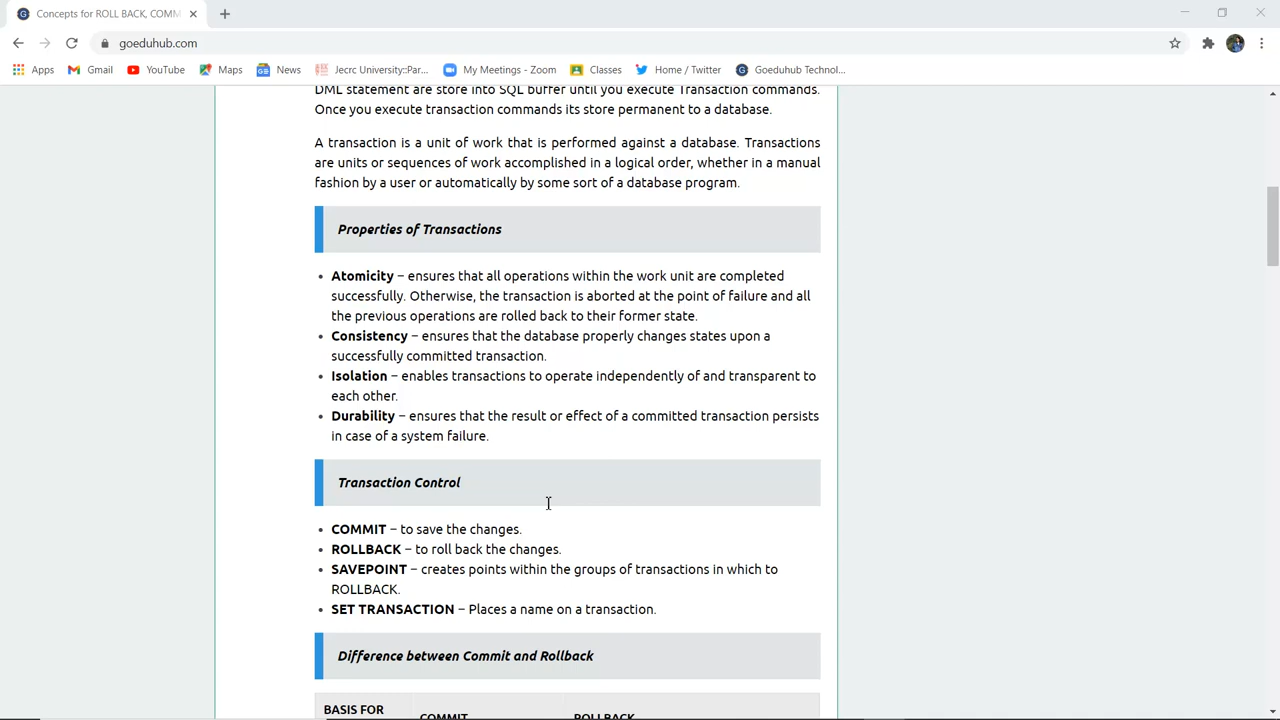 Concepts for ROLL BACK, COMM
goeduhub.com
Apps Gmail YouTube Maps News Jecrc University::Par... My Meetings - Zoom Classes Home / Twitter Goeduhub Technol...
DML statement are store into SQL buffer until you execute Transaction commands.
Once you execute transaction commands its store permanent to a database.
A transaction is a unit of work that is performed against a database. Transactions
are units or sequences of work accomplished in a logical order, whether in a manual
fashion by a user or automatically by some sort of a database program.
Properties of Transactions
• Atomicity − ensures that all operations within the work unit are completed
successfully. Otherwise, the transaction is aborted at the point of failure and all
the previous operations are rolled back to their former state.
• Consistency − ensures that the database properly changes states upon a
successfully committed transaction.
• Isolation − enables transactions to operate independently of and transparent to
each other.
• Durability − ensures that the result or effect of a committed transaction persists
in case of a system failure.
Transaction Control
• COMMIT − to save the changes.
• ROLLBACK − to roll back the changes.
• SAVEPOINT − creates points within the groups of transactions in which to
ROLLBACK.
• SET TRANSACTION − Places a name on a transaction.
Difference between Commit and Rollback
BASIS FOR COMMIT ROLLBACK